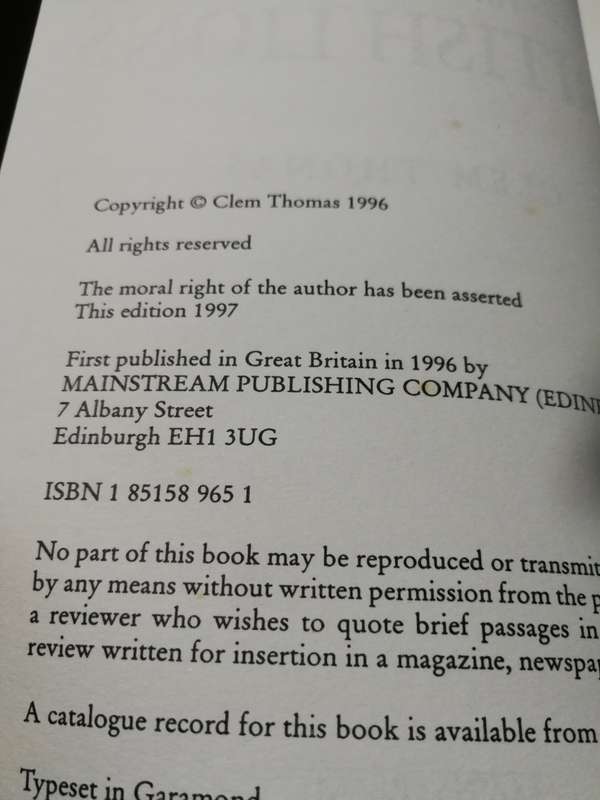 Copyright © Clem Thomas 1996
All rights reserved
The moral right of the author has been asserted
This edition 1997
First published in Great Britain in 1996 by
MAINSTREAM PUBLISHING COMPANY (EDIN
7 Albany Street
Edinburgh EH1 3UG
ISBN 1 85158 965 1
No part of this book may be reproduced or transmit
by any means without written permission from the p
a reviewer who wishes to quote brief passages in
review written for insertion in a magazine, newspa
A catalogue record for this book is available from
Typeset in Garamond